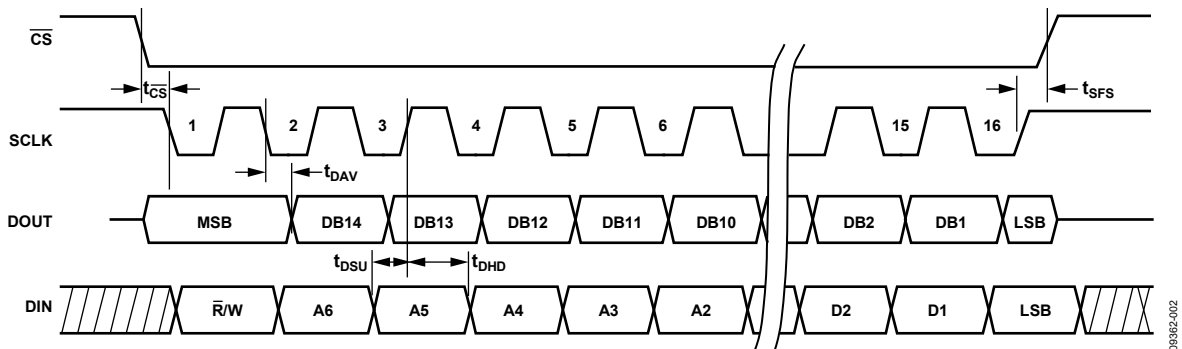 CS
tCS
tSFS
SCLK
1 2 3 4 5 6 15 16
tDAV
DOUT
MSB DB14 DB13 DB12 DB11 DB10 DB2 DB1 LSB
tDSU tDHD
DIN
R/W A6 A5 A4 A3 A2 D2 D1 LSB
09362-002